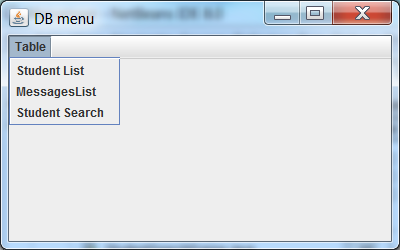 DB menu
Table
Student List
MessagesList
Student Search